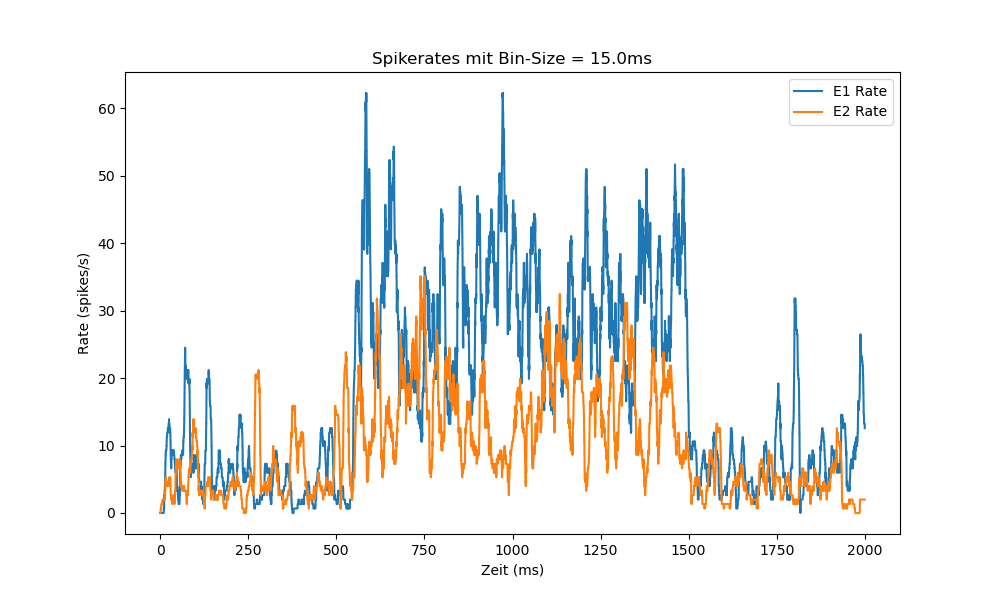 Spikerates mit Bin-Size = 15.0ms
E1 Rate
E2 Rate
60
50
40
30
20
10
0
Rate (spikes/s)
0 250 500 750 1000 1250 1500 1750 2000
Zeit (ms)